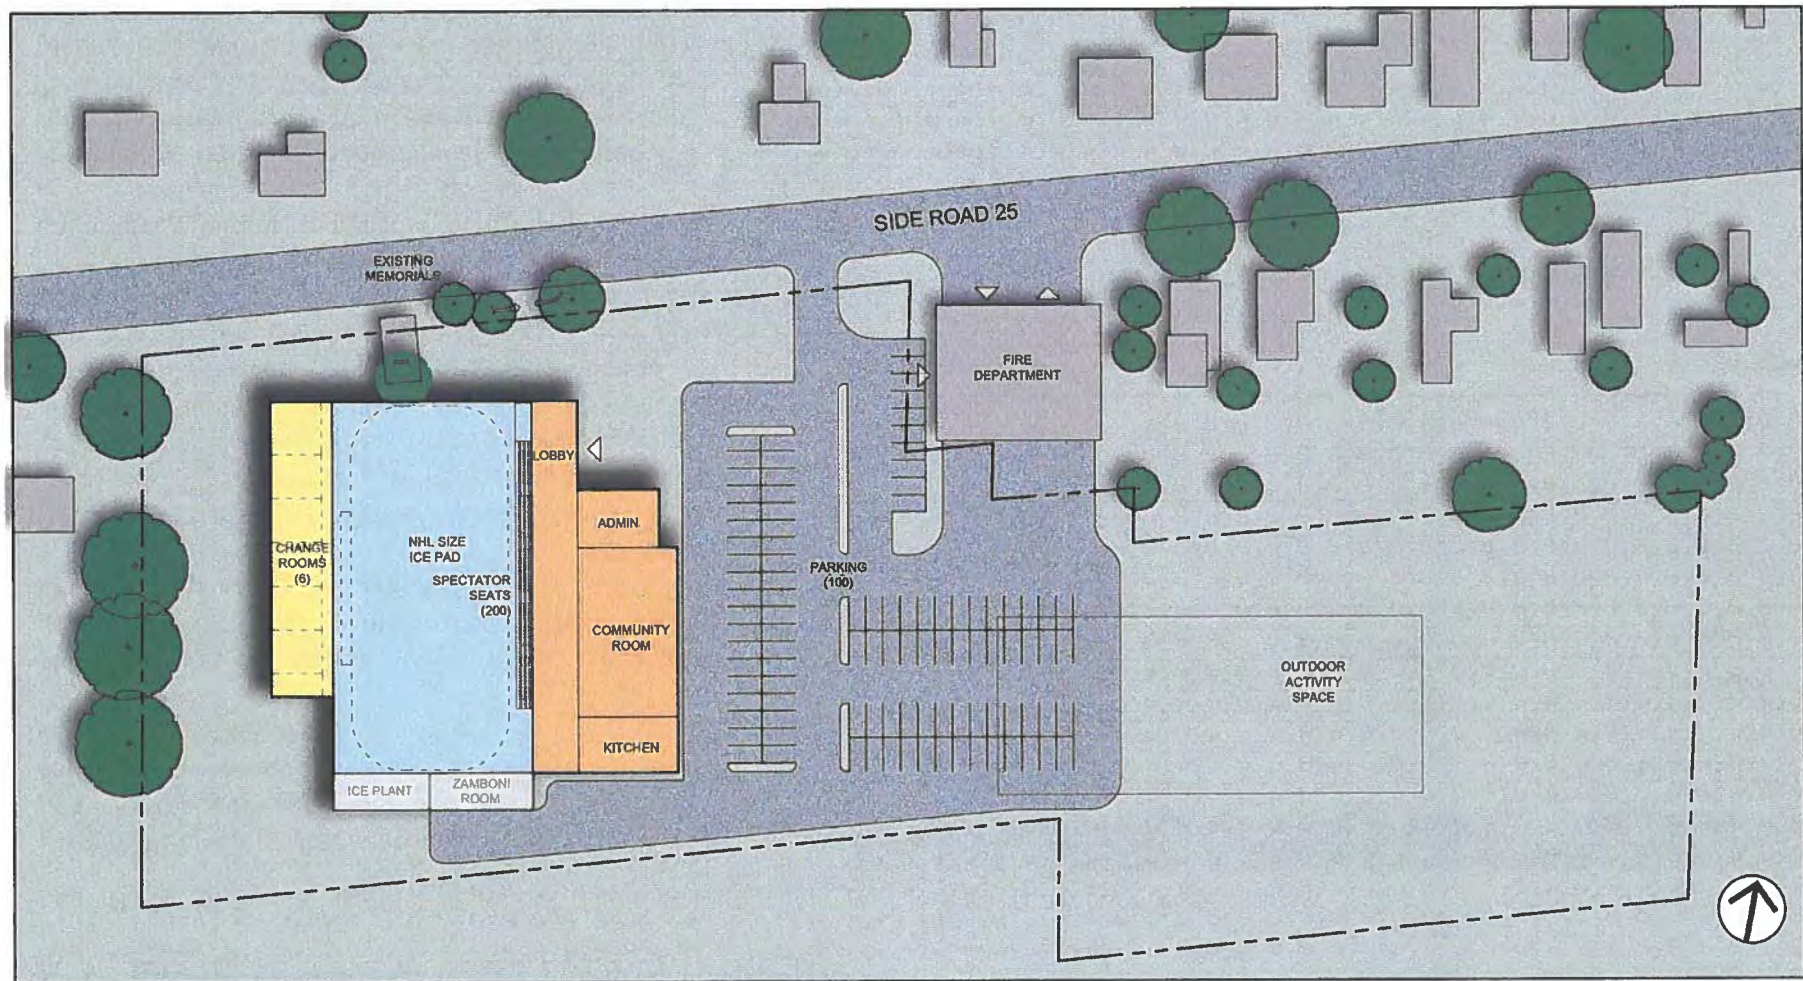 SIDE ROAD 25
EXISTING
MEMORIALS
FIRE
DEPARTMENT
LOBBY
ADMIN
NHL SIZE
ICE PAD
CHANGE
ROOMS
(6)
SPECTATOR
SEATS
(200)
PARKING
(100)
COMMUNITY
ROOM
OUTDOOR
ACTIVITY
SPACE
KITCHEN
ICE PLANT
ZAMBONI
ROOM